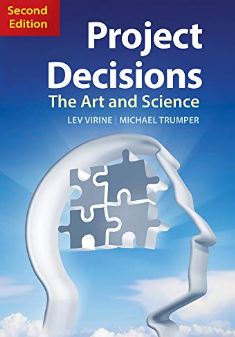 Second
Edition
Project
Decisions
The Art and Science
LEV VIRINE | MICHAEL TRUMPER